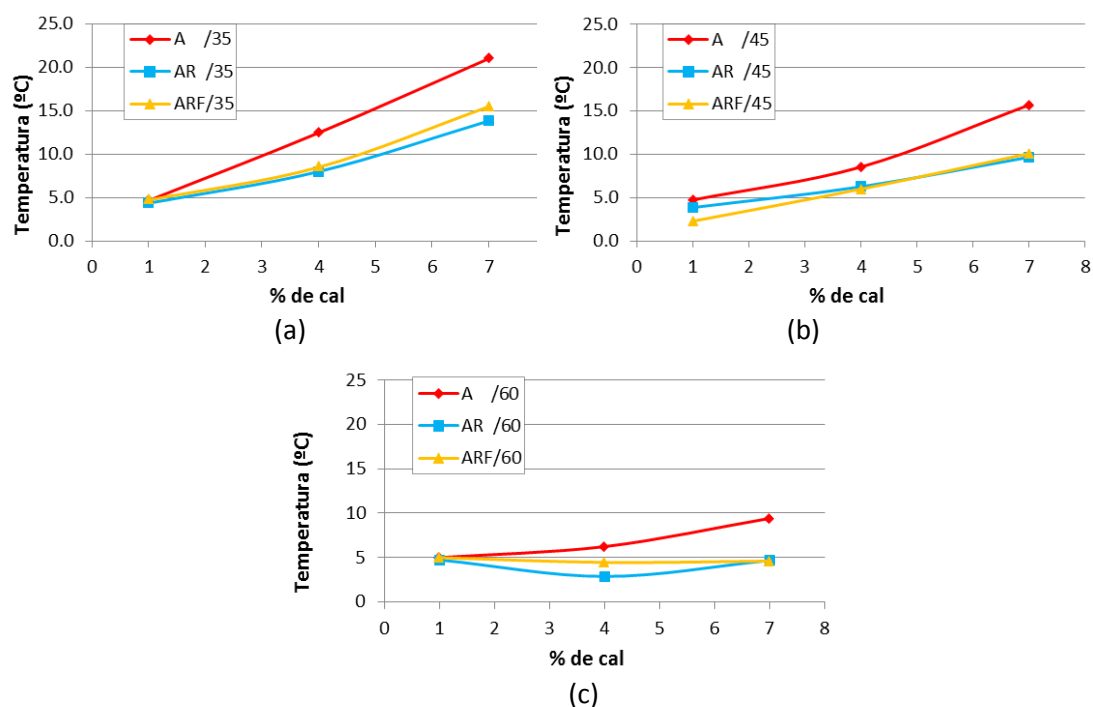 25.0
20.0
15.0
10.0
5.0
0.0
Temperatura (ºC)
A /35
AR /35
ARF/35
0 1 2 3 4 5 6 7
% de cal
(a)
25.0
20.0
15.0
10.0
5.0
0.0
Temperatura (ºC)
A /45
AR /45
ARF/45
0 1 2 3 4 5 6 7 8
% de cal
(b)
25
20
15
10
5
0
Temperatura (ºC)
A /60
AR /60
ARF/60
0 1 2 3 4 5 6 7 8
% de cal
(c)